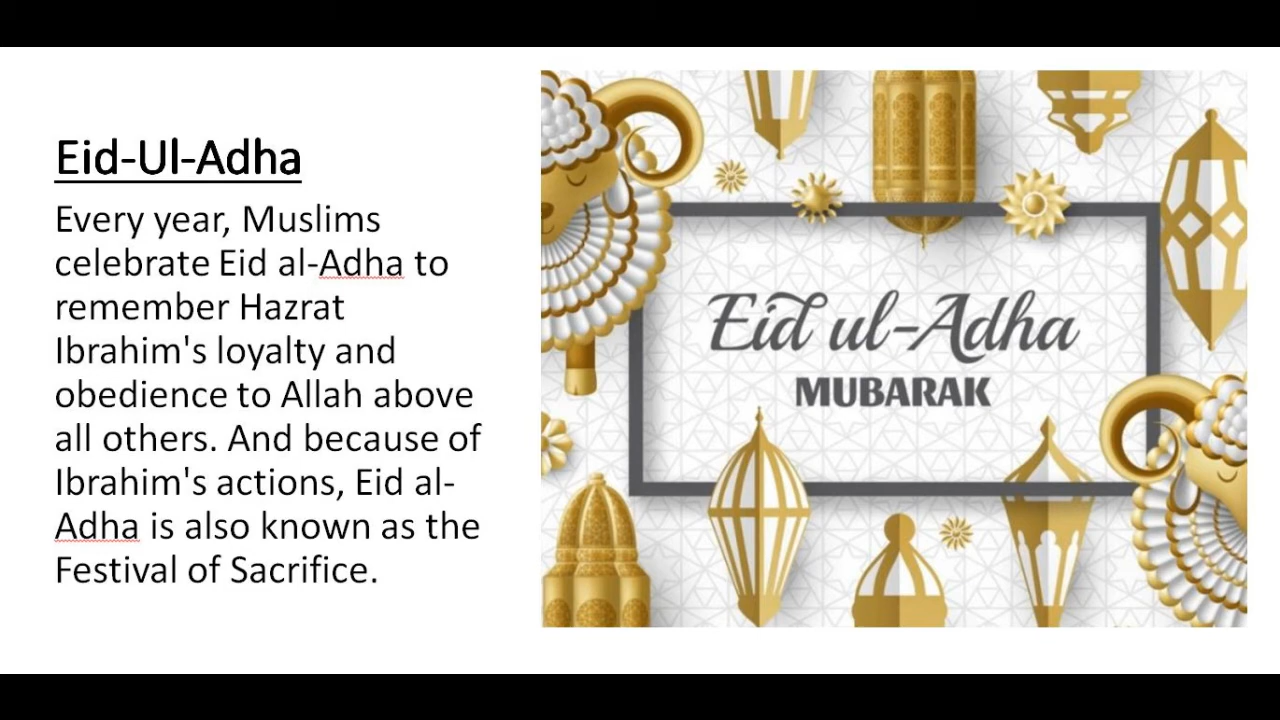 Eid-Ul-Adha
Every year, Muslims
celebrate Eid al-Adha to
remember Hazrat
Ibrahim's loyalty and
obedience to Allah above
all others. And because of
Ibrahim's actions, Eid al-
Adha is also known as the
Festival of Sacrifice.
Eid ul-Adha
MUBARAK